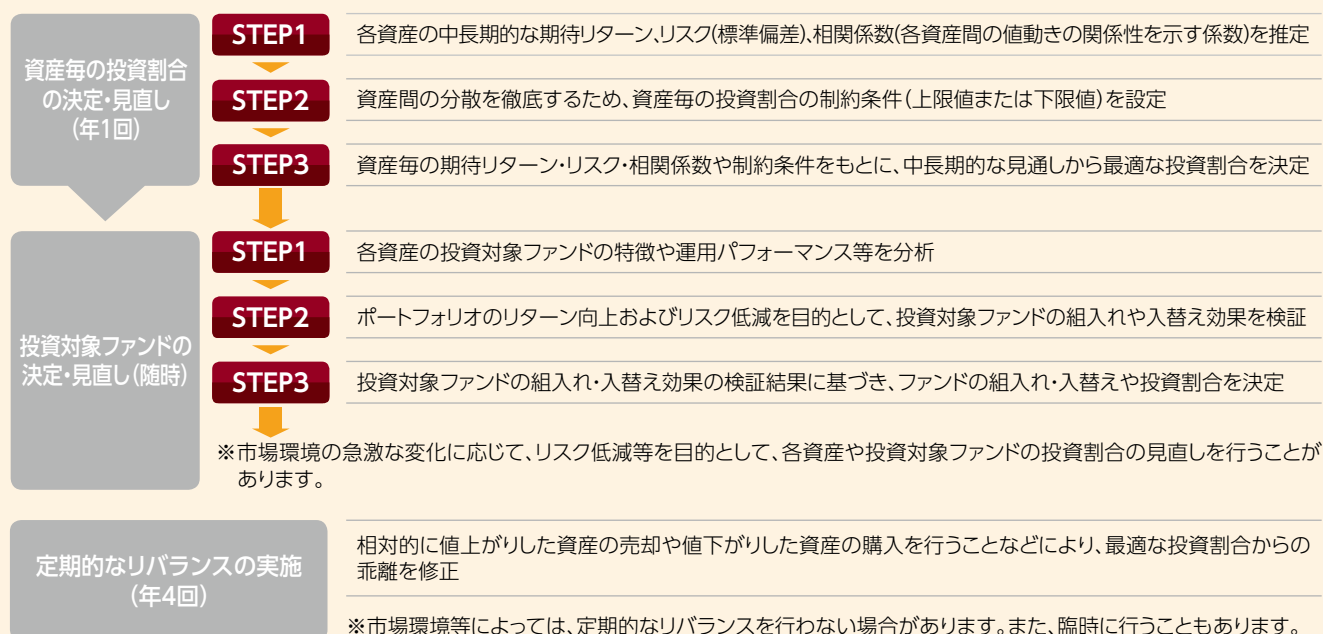 資産毎の投資割合
の決定・見直し
(年1回)
STEP1
各資産の中長期的な期待リターン、リスク(標準偏差)、相関係数(各資産間の値動きの関係性を示す係数)を推定
STEP2
資産間の分散を徹底するため、資産毎の投資割合の制約条件(上限値または下限値)を設定
STEP3
資産毎の期待リターン・リスク・相関係数や制約条件をもとに、中長期的な見通しから最適な投資割合を決定
投資対象ファンドの
決定・見直し(随時)
STEP1
各資産の投資対象ファンドの特徴や運用パフォーマンス等を分析
STEP2
ポートフォリオのリターン向上およびリスク低減を目的として、投資対象ファンドの組入れや入替え効果を検証
STEP3
投資対象ファンドの組入れ・入替え効果の検証結果に基づき、ファンドの組入れ・入替えや投資割合を決定
※市場環境の急激な変化に応じて、リスク低減等を目的として、各資産や投資対象ファンドの投資割合の見直しを行うことが
あります。
定期的なリバランスの実施
(年4回)
相対的に値上がりした資産の売却や値下がりした資産の購入を行うことなどにより、最適な投資割合からの
乖離を修正
※市場環境等によっては、定期的なリバランスを行わない場合があります。また、臨時に行うこともあります。